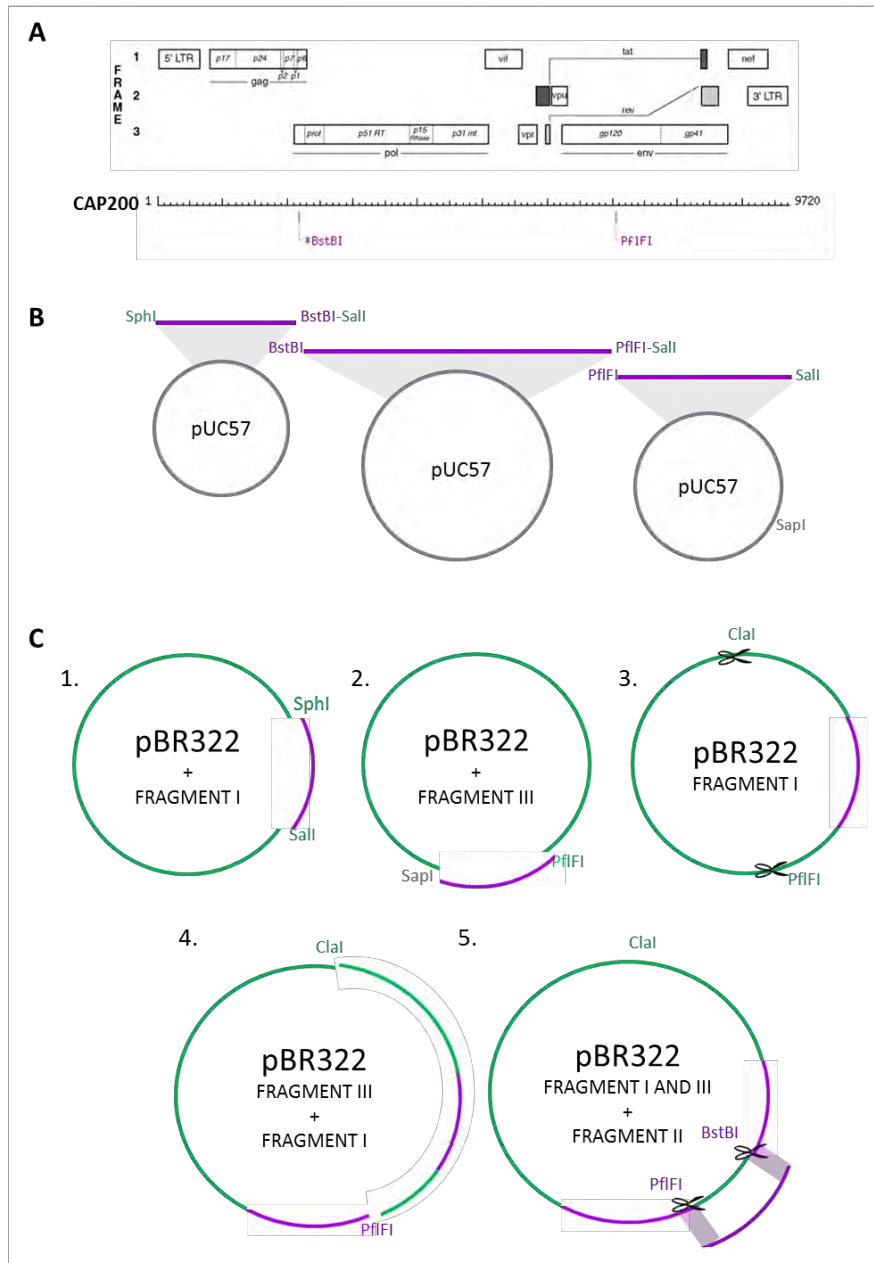 A
FRAME
1
5' LTR
p17
p24
p7
p6
p2
p1
gag
vif
tat
nef
2
vpu
rev
3' LTR
3
prot
p51 RT
p15
RNase
p31 int
pol
vpr
gp120
gp41
env
CAP200
1
9720
*BstBI
PflFI
B
SphI
BstBI-SalI
BstBI
PflFI-SalI
PflFI
SalI
pUC57
pUC57
pUC57
SapI
C
1.
SphI
pBR322
+
FRAGMENT I
SalI
2.
pBR322
+
FRAGMENT III
SapI
PflFI
3.
ClaI
pBR322
FRAGMENT I
PflFI
4.
ClaI
pBR322
FRAGMENT III
+
FRAGMENT I
PflFI
5.
ClaI
pBR322
FRAGMENT I AND III
+
FRAGMENT II
BstBI
PflFI